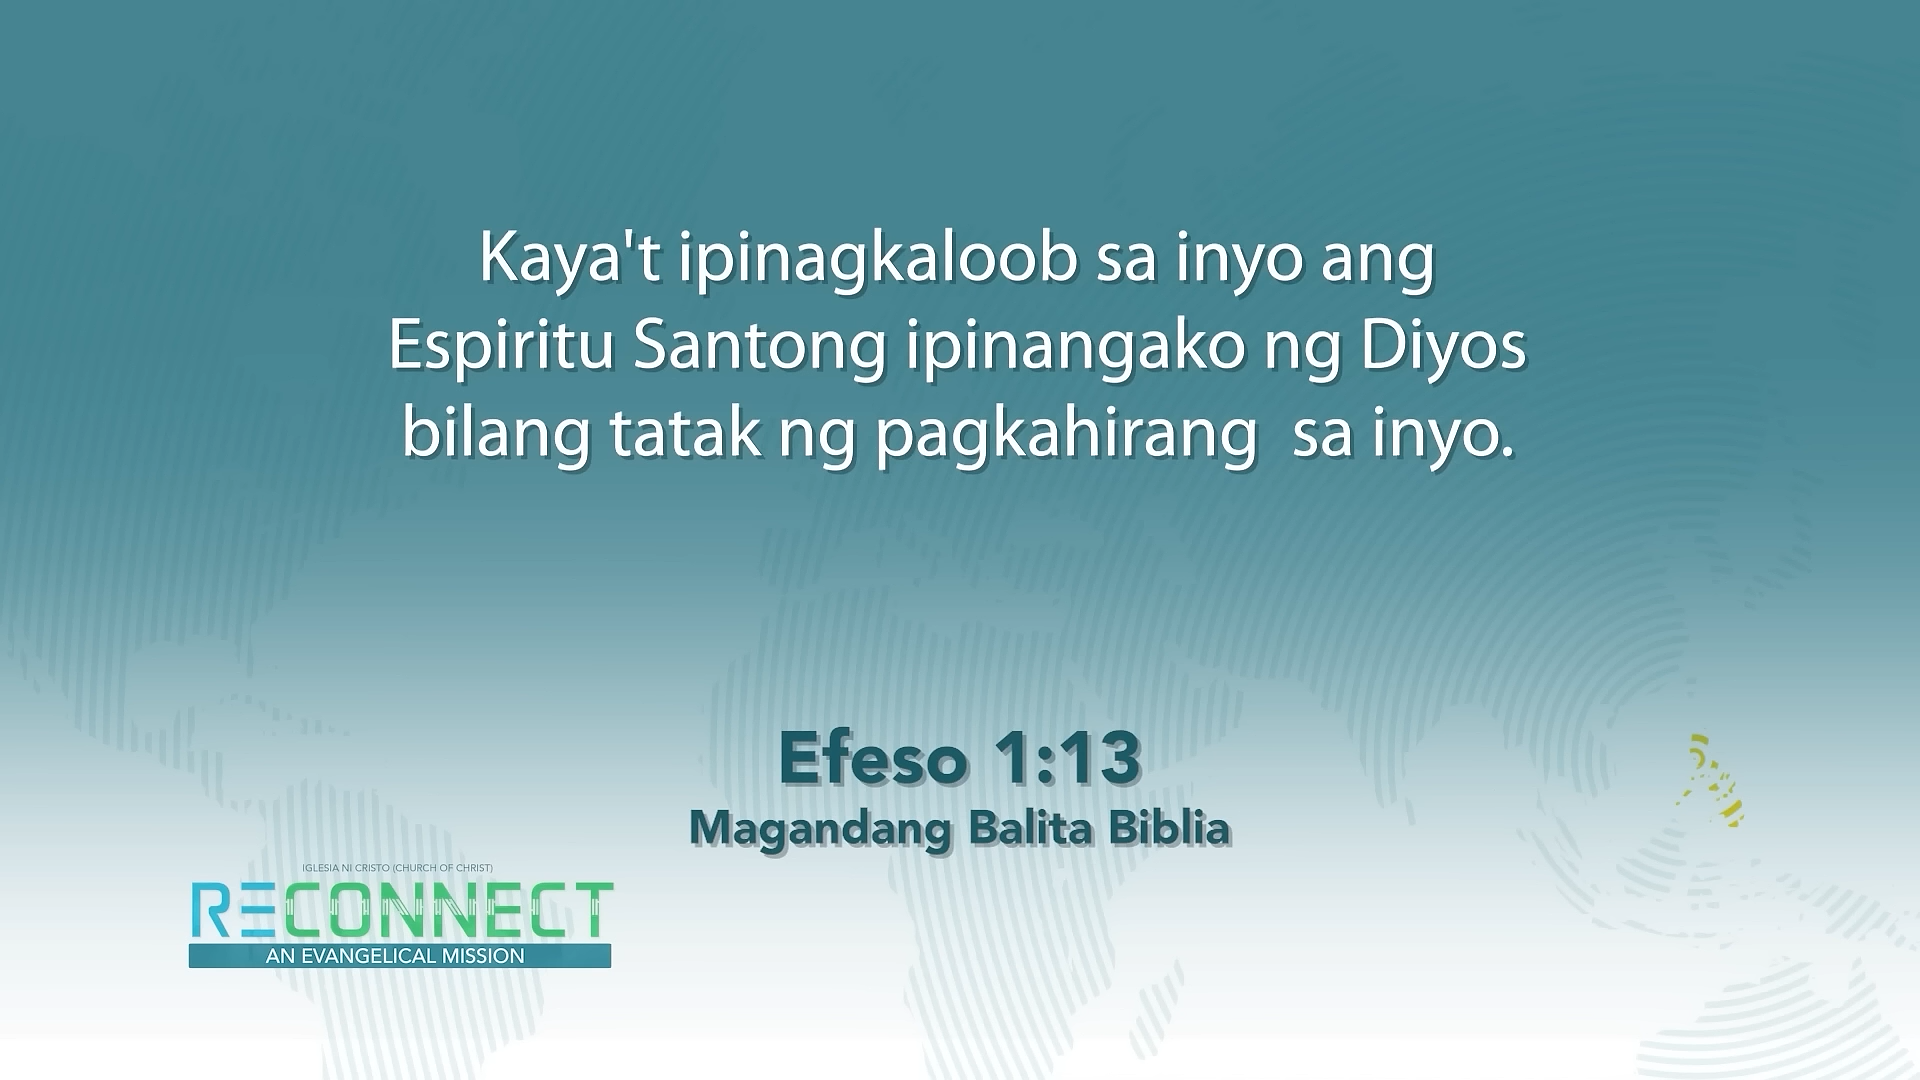 Kaya't ipinagkaloob sa inyo ang
Espiritu Santong ipinangako ng Diyos
bilang tatak ng pagkahirang sa inyo.
Efeso 1:13
Magandang Balita Biblia
IGLESIA NI CRISTO (CHURCH OF CHRIST)
RECONNECT
AN EVANGELICAL MISSION